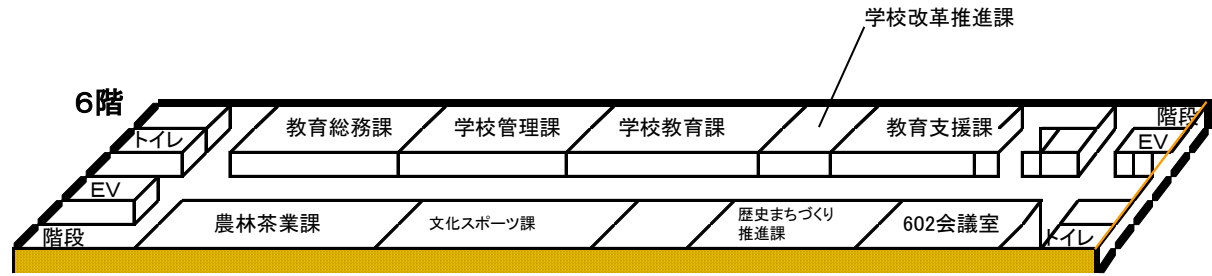 学校改革推進課
6階
階段
トイレ
教育総務課
学校管理課
学校教育課
教育支援課
EV
EV
農林茶業課
文化スポーツ課
歴史まちづくり
推進課
602会議室
階段
トイレ